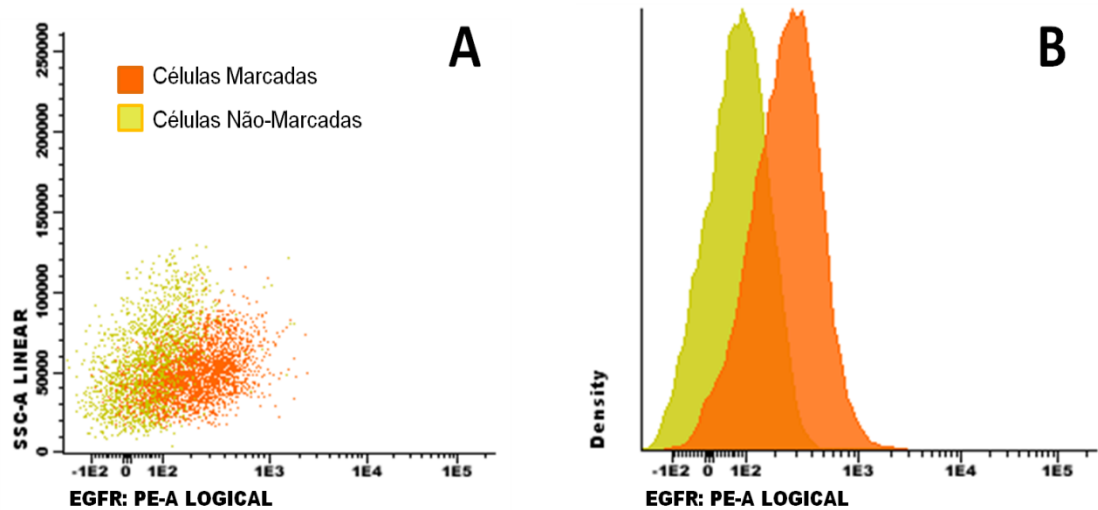 A
Células Marcadas
Células Não-Marcadas
250000
200000
150000
100000
50000
0
SSC-A LINEAR
-1E2 0 1E2 1E3 1E4 1E5
EGFR: PE-A LOGICAL
B
Density
-1E2 0 1E2 1E3 1E4 1E5
EGFR: PE-A LOGICAL